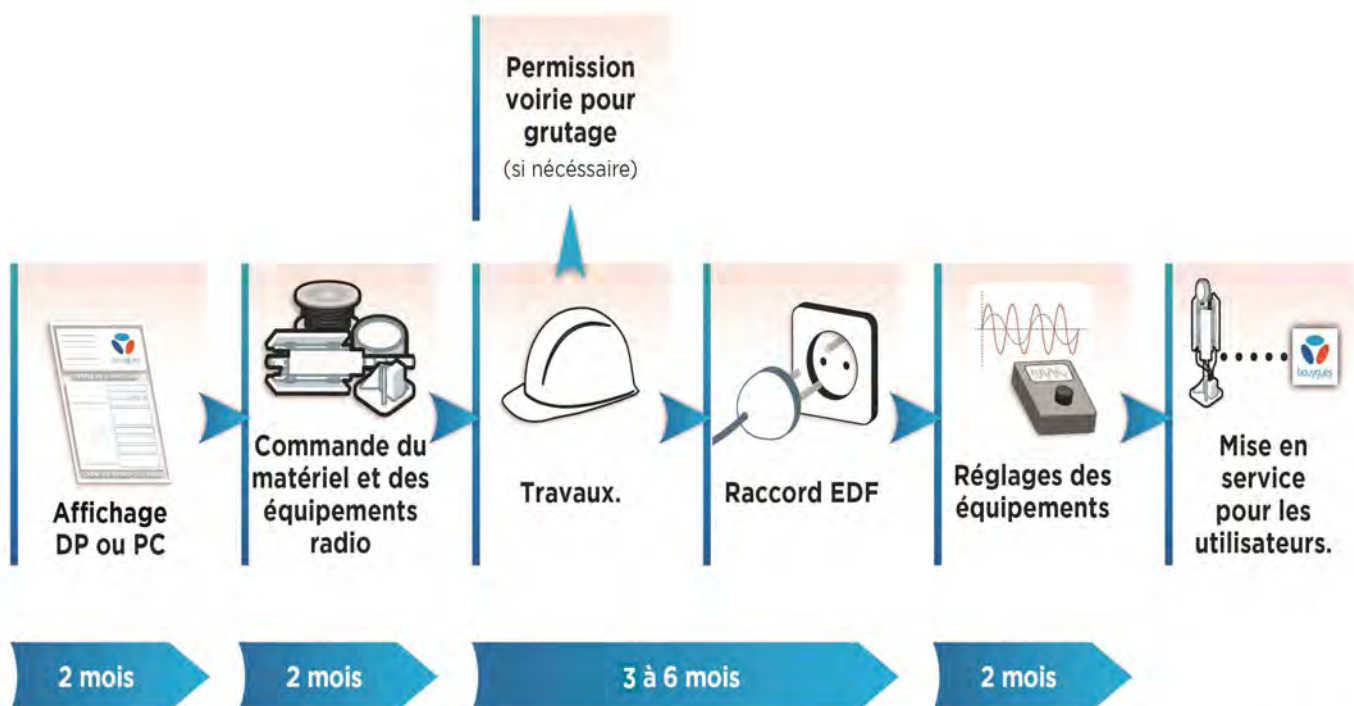 Permission
voirie pour
grutage
(si nécéssaire)
Affichage
DP ou PC
Commande du
matériel et des
équipements
radio
Travaux.
Raccord EDF
Réglages des
équipements
bouygues
Mise en
service
pour les
utilisateurs.
2 mois
2 mois
3 à 6 mois
2 mois